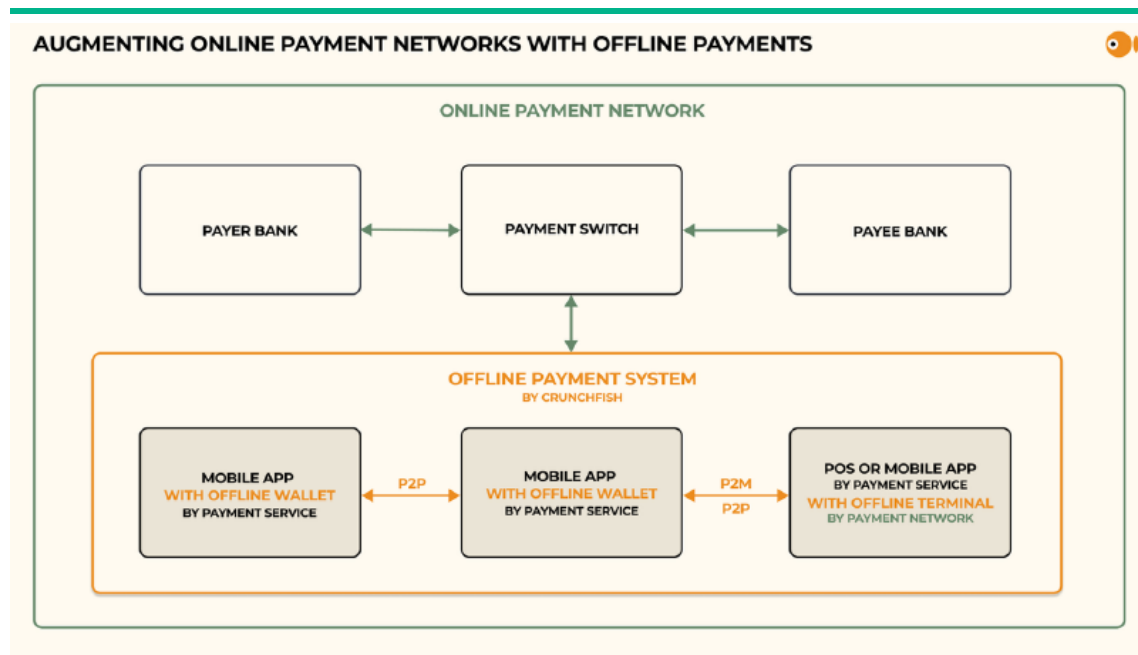 AUGMENTING ONLINE PAYMENT NETWORKS WITH OFFLINE PAYMENTS
ONLINE PAYMENT NETWORK
PAYER BANK
PAYMENT SWITCH
PAYEE BANK
OFFLINE PAYMENT SYSTEM
BY CRUNCHFISH
MOBILE APP
WITH OFFLINE WALLET
BY PAYMENT SERVICE
P2P
MOBILE APP
WITH OFFLINE WALLET
BY PAYMENT SERVICE
P2M
P2P
POS OR MOBILE APP
BY PAYMENT SERVICE
WITH OFFLINE TERMINAL
BY PAYMENT NETWORK